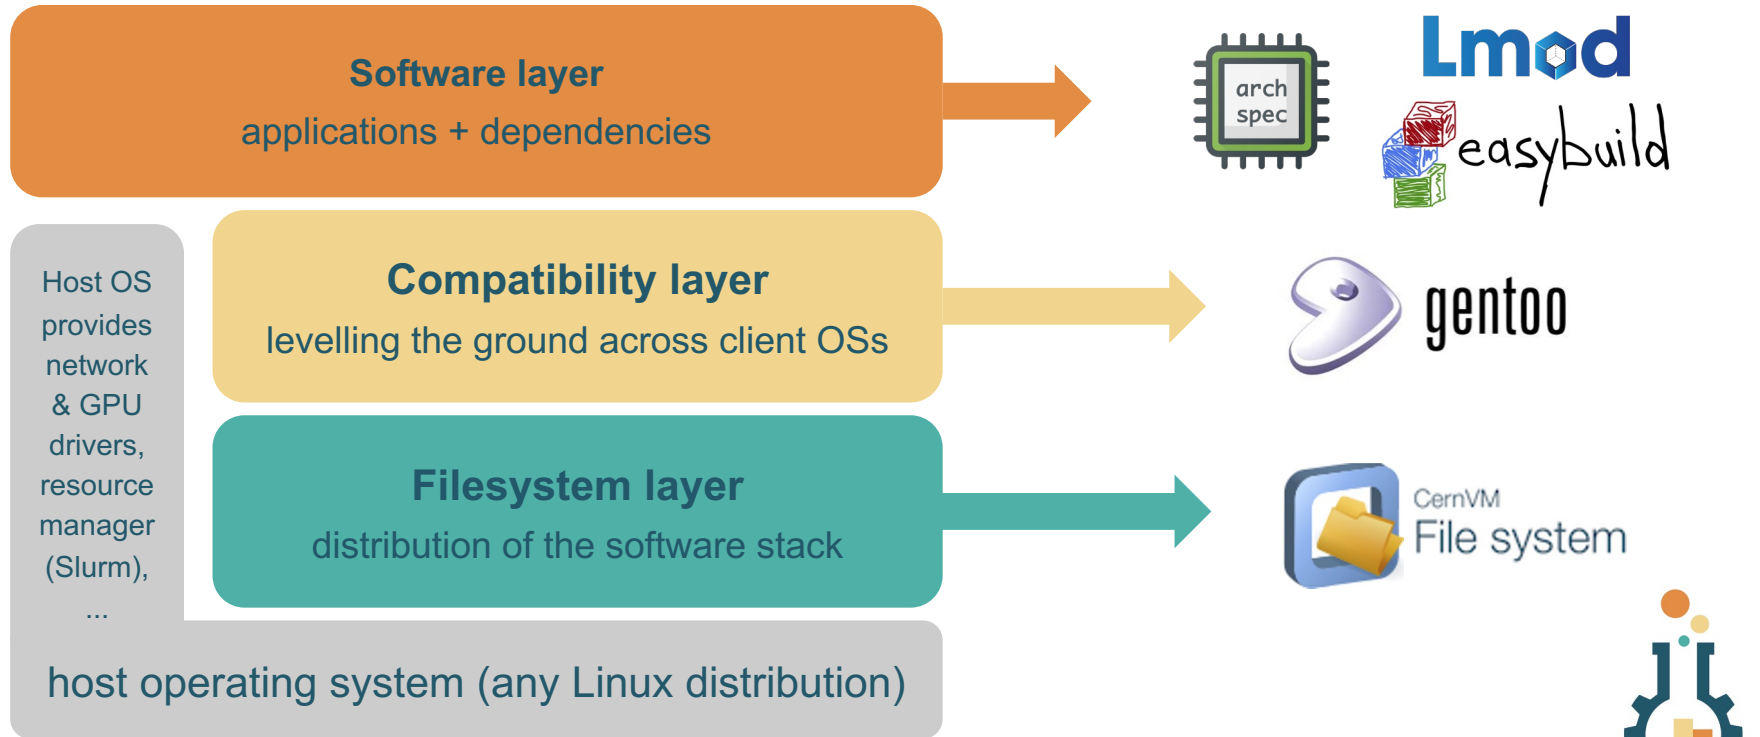 Software layer
applications + dependencies
arch
spec
Lmod
easybuild
Compatibility layer
levelling the ground across client OSs
gentoo
Host OS
provides
network
& GPU
drivers,
resource
manager
(Slurm),
...
Filesystem layer
distribution of the software stack
CernVM
File system
host operating system (any Linux distribution)